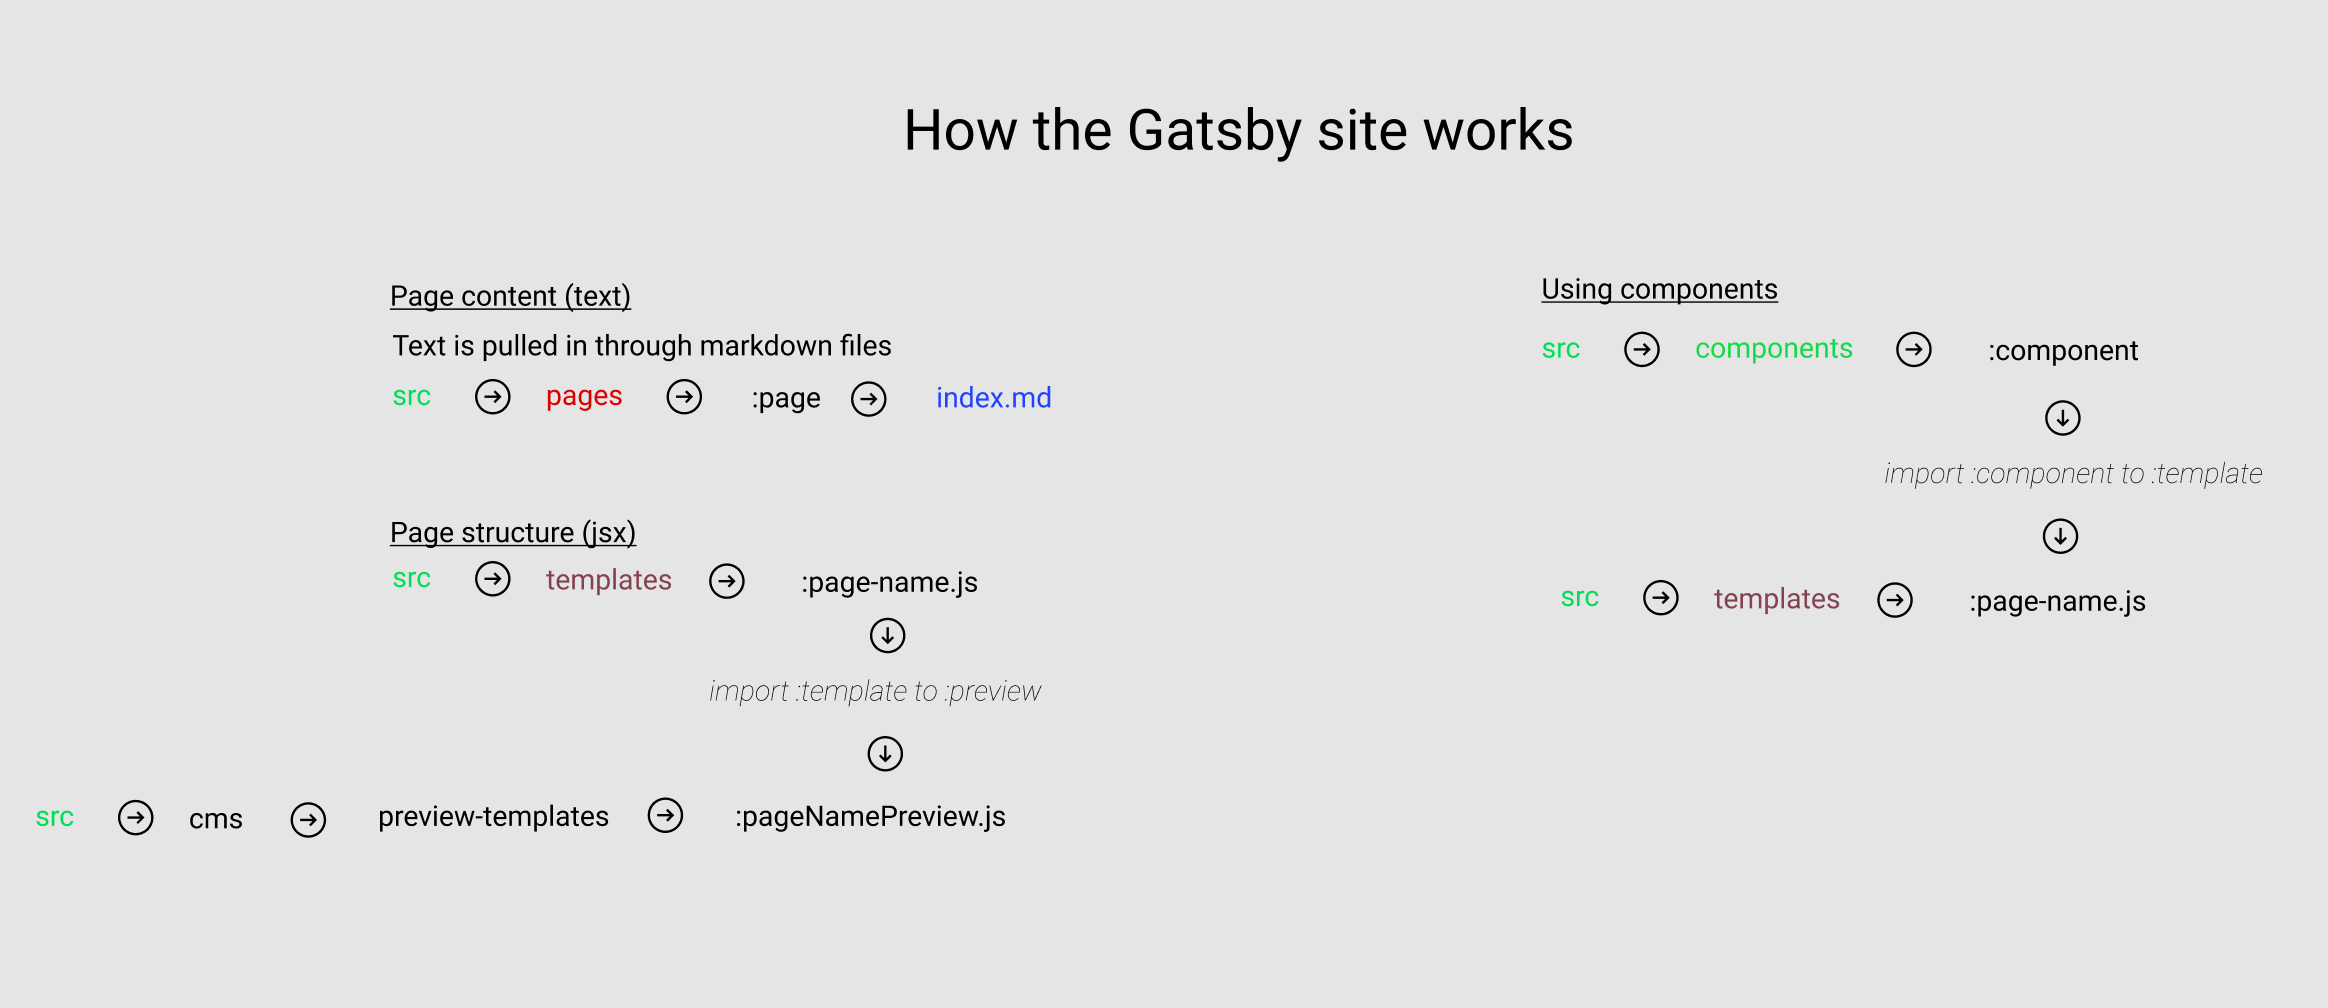 How the Gatsby site works
Page content (text)
Text is pulled in through markdown files
src pages :page index.md
Page structure (jsx)
src templates :page-name.js
import :template to :preview
src cms preview-templates :pageNamePreview.js
Using components
src components :component
import :component to :template
src templates :page-name.js